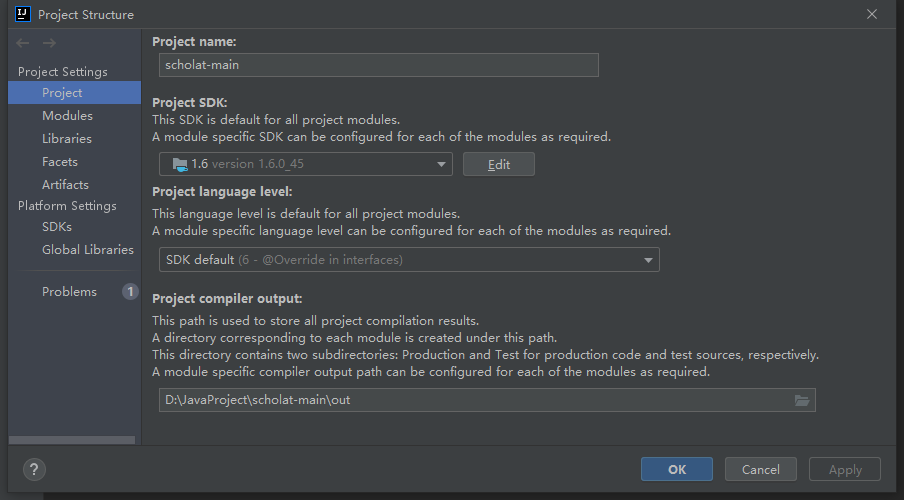 IJ
Project Structure
Project Settings
Project
Modules
Libraries
Facets
Artifacts
Platform Settings
SDKs
Global Libraries
Problems
1
Project name:
scholat-main
Project SDK:
This SDK is default for all project modules.
A module specific SDK can be configured for each of the modules as required.
1.6 version 1.6.0_45
Edit
Project language level:
This language level is default for all project modules.
A module specific language level can be configured for each of the modules as required.
SDK default (6 - @Override in interfaces)
Project compiler output:
This path is used to store all project compilation results.
A directory corresponding to each module is created under this path.
This directory contains two subdirectories: Production and Test for production code and test sources, respectively.
A module specific compiler output path can be configured for each of the modules as required.
D:\JavaProject\scholat-main\out
?
OK
Cancel
Apply